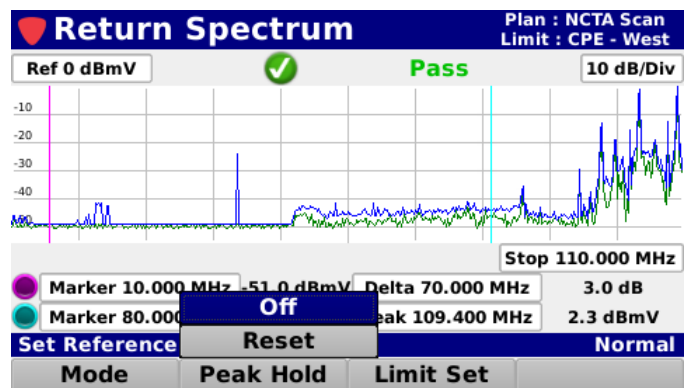 Return Spectrum
Plan : NCTA Scan
Limit : CPE - West
Ref 0 dBmV
Pass
10 dB/Div
-10
-20
-30
-40
-50
Stop 110.000 MHz
Marker 10.000 MHz -51.0 dBmV Delta 70.000 MHz 3.0 dB
Marker 80.000 109.400 MHz 2.3 dBmV
Off
Reset
Set Reference Normal
Mode Peak Hold Limit Set